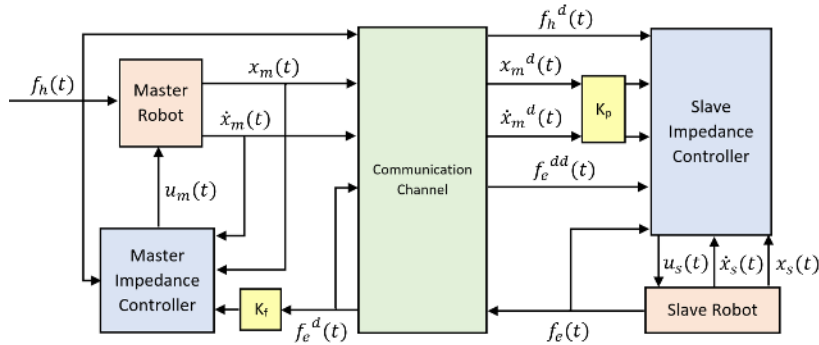 f_h(t)
Master
Robot
x_m(t)
ẋ_m(t)
u_m(t)
Master
Impedance
Controller
K_f
f_e^d(t)
Communication
Channel
f_h^d(t)
x_m^d(t)
ẋ_m^d(t)
K_p
f_e^{dd}(t)
Slave
Impedance
Controller
u_s(t)
ẋ_s(t)
x_s(t)
f_e(t)
Slave Robot